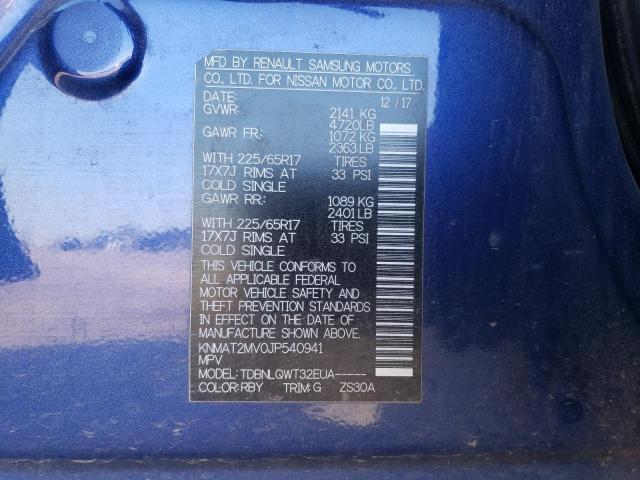 MFD BY RENAULT SAMSUNG MOTORS
CO., LTD. FOR NISSAN MOTOR CO., LTD.
DATE: 12/17
GVWR: 2141 KG
4720LB
GAWR FR.: 1072 KG
2363LB
WITH 225/65R17 TIRES
17X7J RIMS AT 33 PSI
COLD SINGLE
GAWR RR.: 1089 KG
2401LB
WITH 225/65R17 TIRES
17X7J RIMS AT 33 PSI
COLD SINGLE
THIS VEHICLE CONFORMS TO
ALL APPLICABLE FEDERAL
MOTOR VEHICLE SAFETY AND
THEFT PREVENTION STANDARDS
IN EFFECT ON THE DATE OF
MANUFACTURE SHOWN ABOVE.
KNMAT2MV0JP540941
MPV
MODEL: TDBNLQWT32EUA-----
COLOR:RBY TRIM:G ZS30A